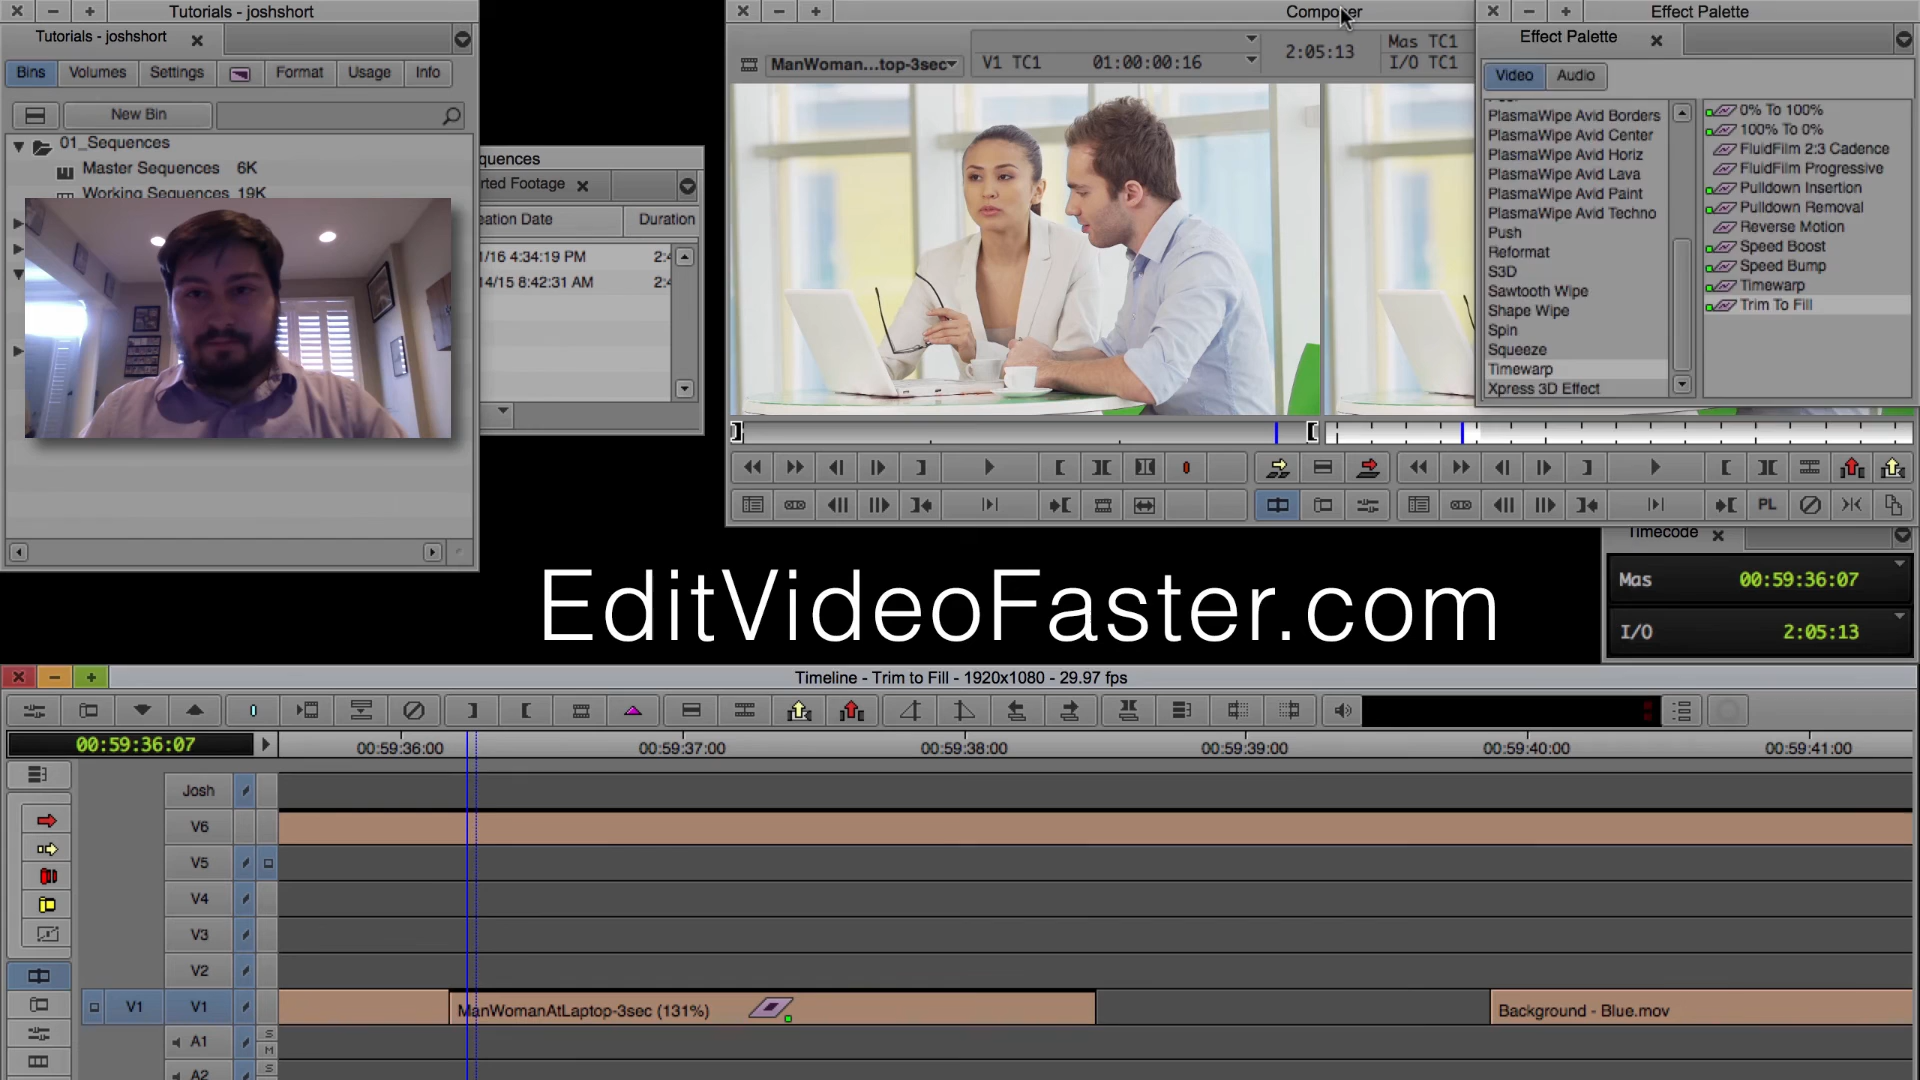 Tutorials - joshshort
Composer
Effect Palette
Tutorials - joshshort
Effect Palette
Bins
Volumes
Settings
Format
Usage
Info
ManWoman...top-3sec
V1 TC1
01:00:00:16
2:05:13
Mas TC1
I/O TC1
Video
Audio
New Bin
01_Sequences
Master Sequences 6K
Working Sequences 19K
quences
rted Footage
eation Date
Duration
1/16 4:34:19 PM
14/15 8:42:31 AM
PlasmaWipe Avid Borders
PlasmaWipe Avid Center
PlasmaWipe Avid Horiz
PlasmaWipe Avid Lava
PlasmaWipe Avid Paint
PlasmaWipe Avid Techno
Push
Reformat
S3D
Sawtooth Wipe
Shape Wipe
Spin
Squeeze
Timewarp
Xpress 3D Effect
0% To 100%
100% To 0%
FluidFilm 2:3 Cadence
FluidFilm Progressive
Pulldown Insertion
Pulldown Removal
Reverse Motion
Speed Boost
Speed Bump
Timewarp
Trim To Fill
PL
Timecode
Mas 00:59:36:07
I/O 2:05:13
EditVideoFaster.com
Timeline - Trim to Fill - 1920x1080 - 29.97 fps
00:59:36:07
00:59:36:00
00:59:37:00
00:59:38:00
00:59:39:00
00:59:40:00
00:59:41:00
Josh
V6
V5
V4
V3
V2
V1
V1
ManWomanAtLaptop-3sec (131%)
Background - Blue.mov
A1
S
M
A2
S